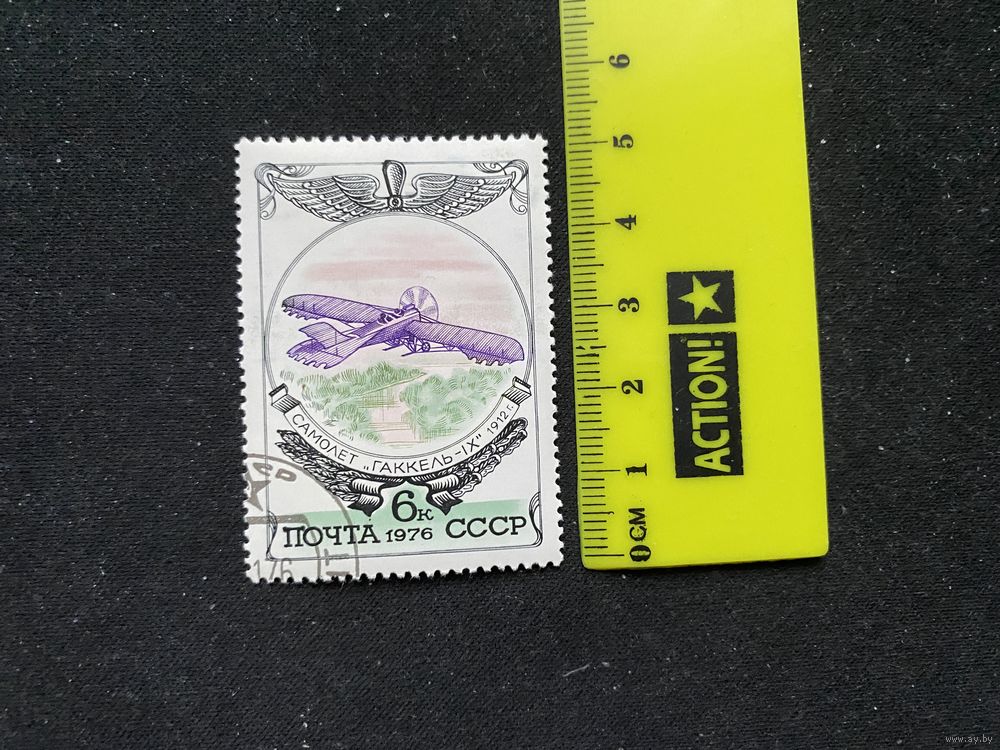 САМОЛЕТ „ГАККЕЛЬ-IX" 1912 г.
6к
ПОЧТА 1976 СССР
6
5
4
3
2
1
0 СМ
ACTION!
www.ay.by